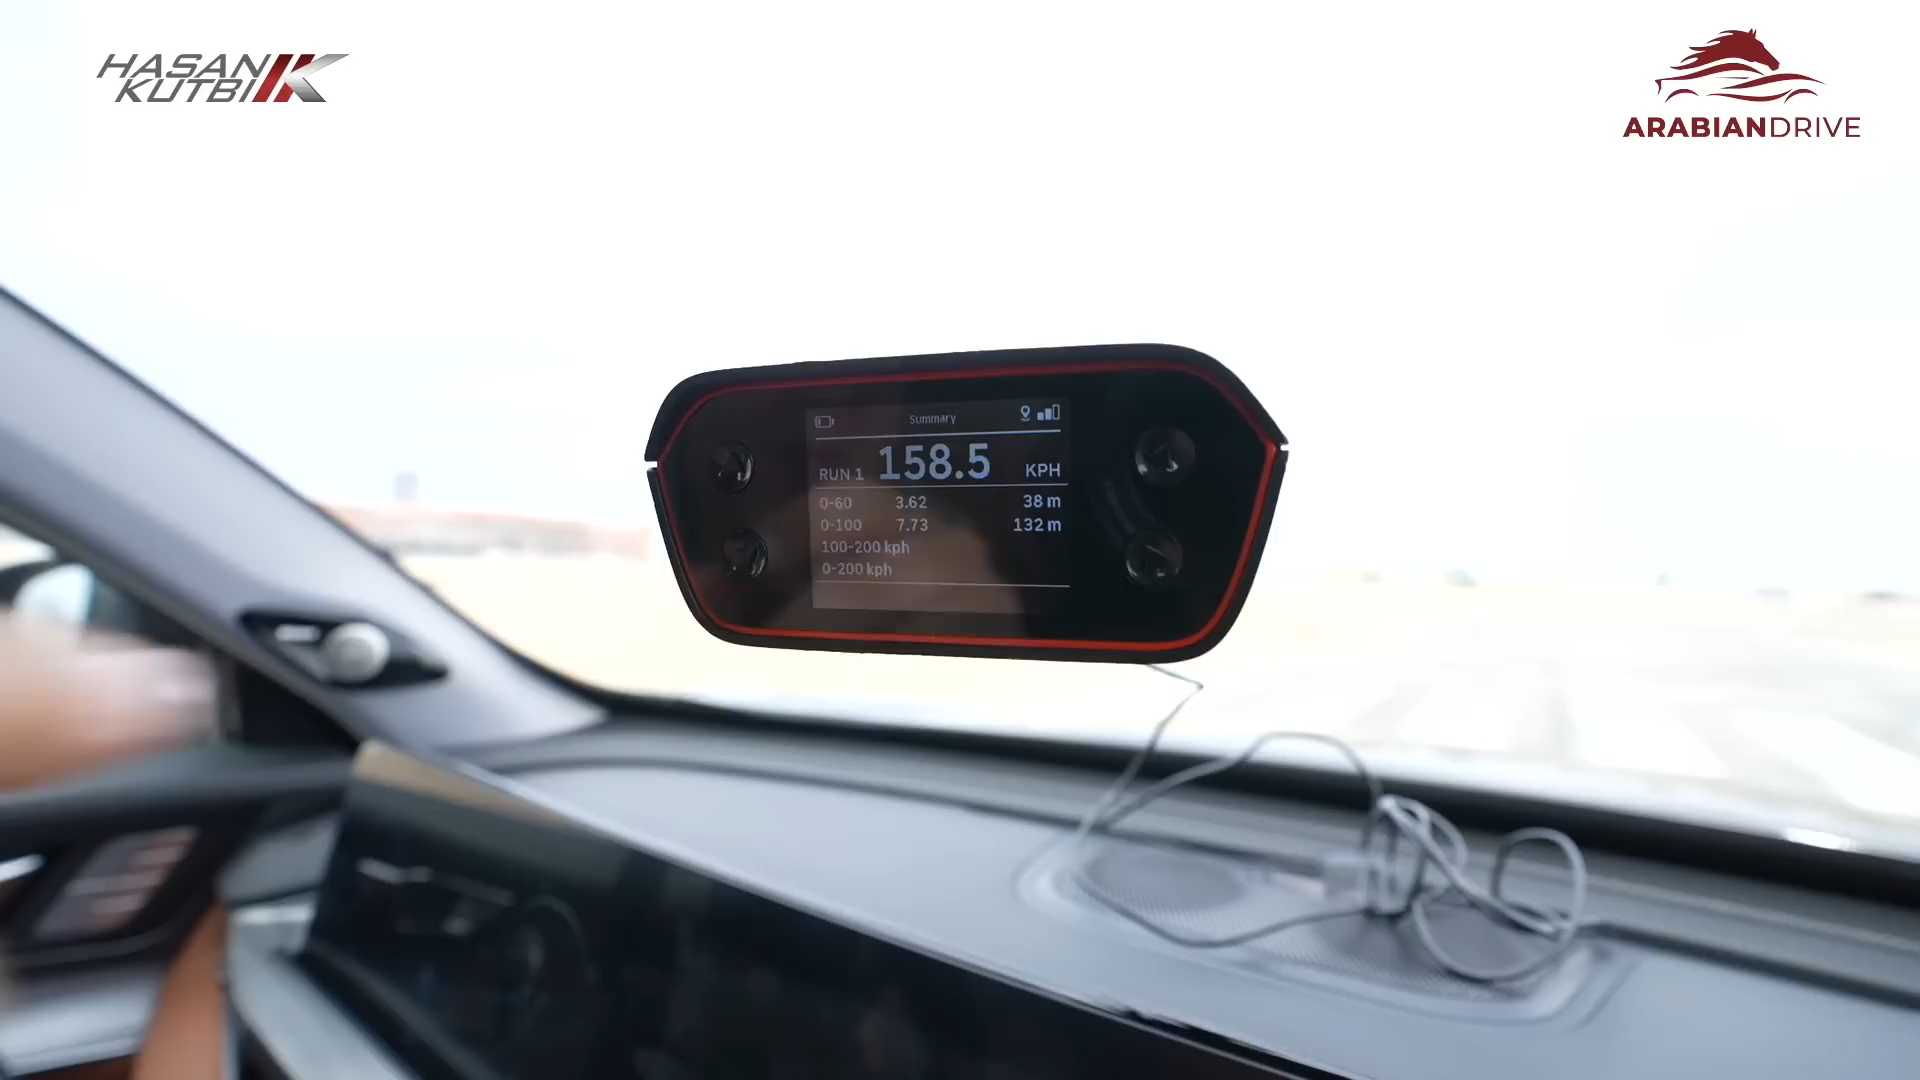 HASAN
KUTBI
ARABIANDRIVE
Summary
RUN 1 158.5 KPH
0-60 3.62 38 m
0-100 7.73 132 m
100-200 kph
0-200 kph